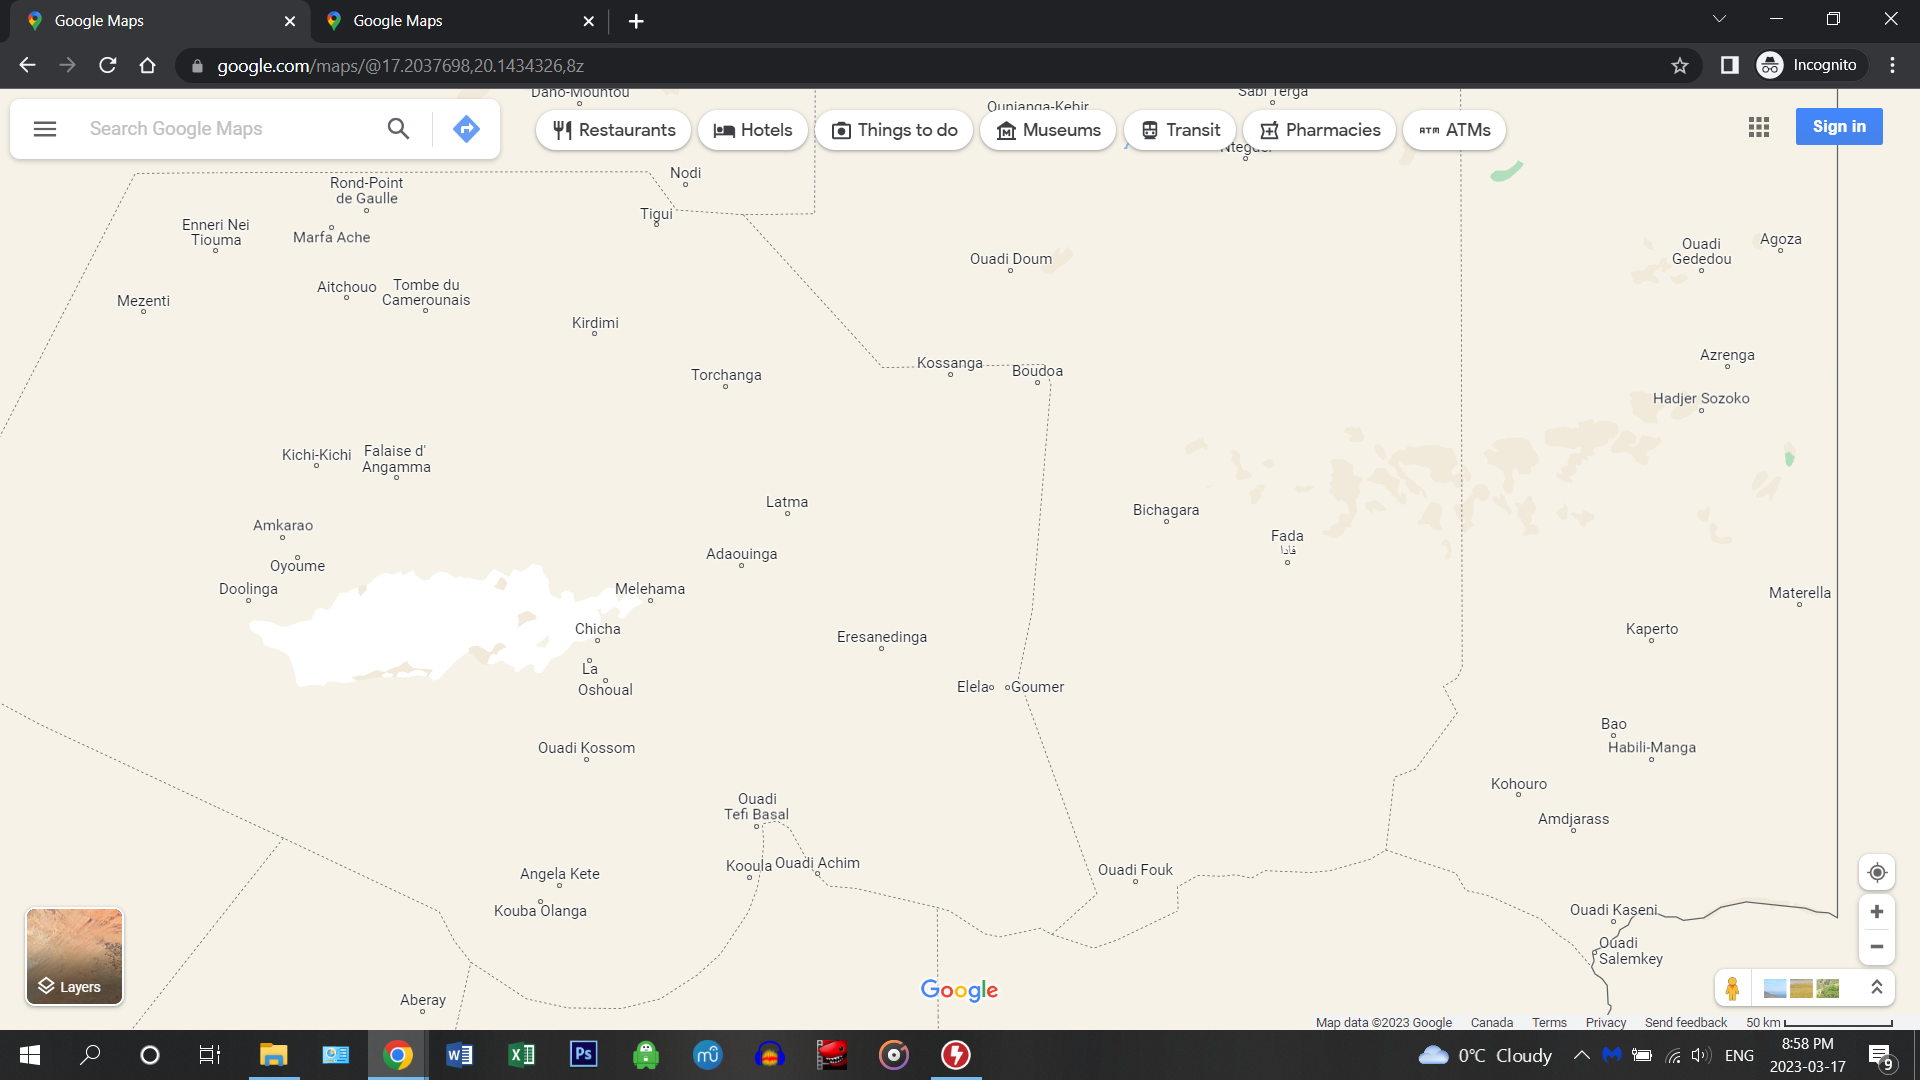 Google Maps
Google Maps
google.com/maps/@17.2037698,20.1434326,8z
Incognito
Search Google Maps
Restaurants
Hotels
Things to do
Museums
Transit
Pharmacies
ATM ATMs
Sign in
Ounianga-Kebir
Nodi
Rond-Point
de Gaulle
Tigui
Enneri Nei
Tiouma
Marfa Ache
Ouadi Doum
Ouadi
Gededou
Agoza
Aitchouo
Tombe du
Camerounais
Mezenti
Kirdimi
Kossanga
Boudoa
Azrenga
Torchanga
Hadjer Sozoko
Kichi-Kichi
Falaise d'
Angamma
Latma
Bichagara
Amkarao
Fada
فادا
Adaouinga
Oyoume
Doolinga
Melehama
Materella
Chicha
Eresanedinga
Kaperto
La
Oshoual
Elela
Goumer
Bao
Habili-Manga
Ouadi Kossom
Kohouro
Ouadi
Tefi Basal
Amdjarass
Kooula
Ouadi Achim
Ouadi Fouk
Angela Kete
Kouba Olanga
Ouadi Kaseni
Ouadi
Salemkey
Layers
Aberay
Google
Map data ©2023 Google
Canada
Terms
Privacy
Send feedback
50 km
W
X
Ps
mu
0°C Cloudy
ENG
8:58 PM
2023-03-17
9